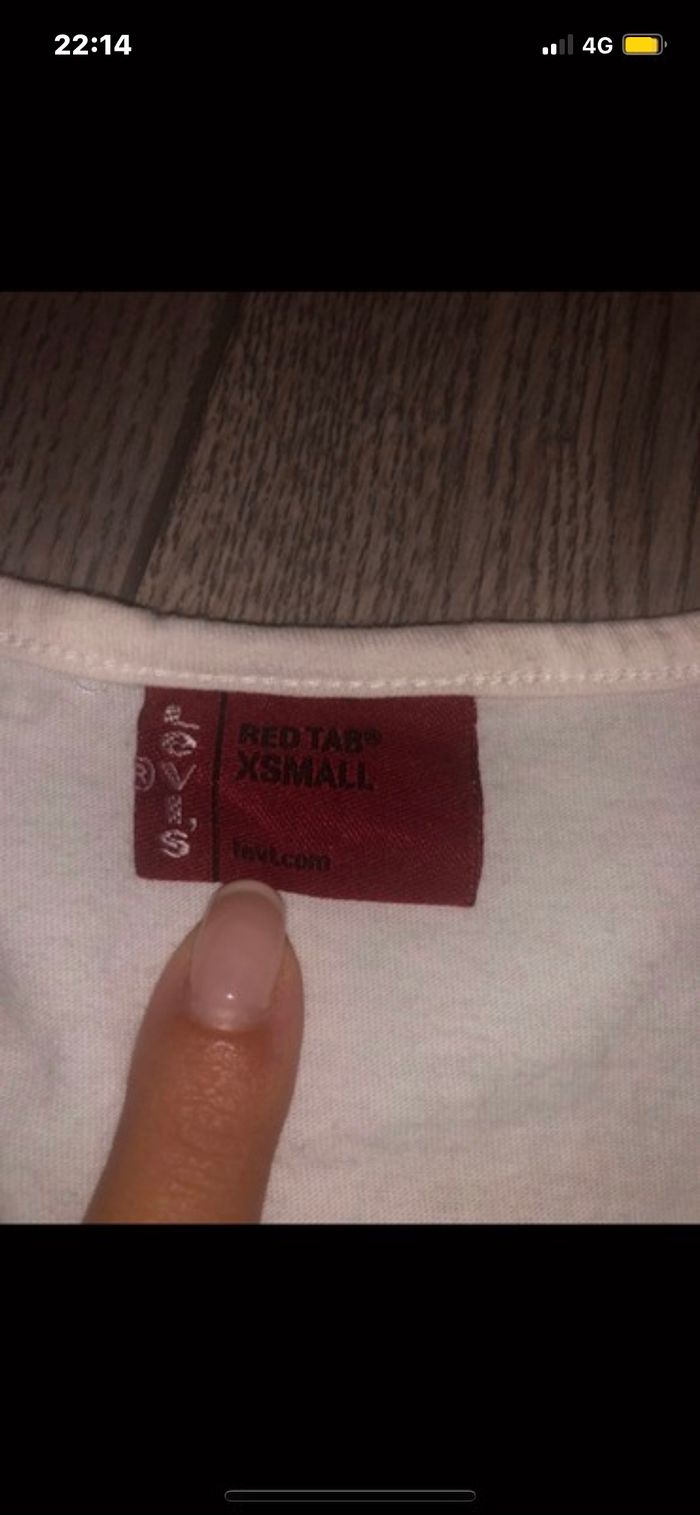 22:14
4G
Levi's
®
RED TAB®
XSMALL
levi.com